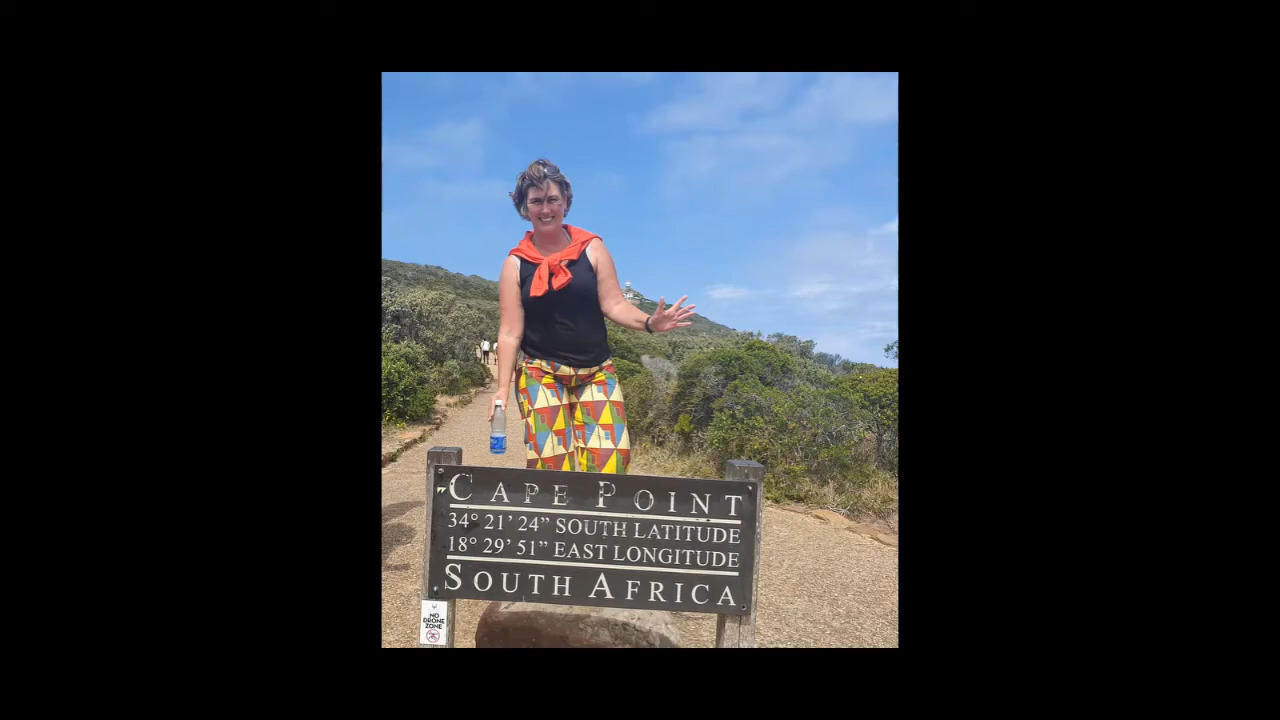 CAPE POINT
34° 21' 24" SOUTH LATITUDE
18° 29' 51" EAST LONGITUDE
SOUTH AFRICA
NO
DRONE
ZONE